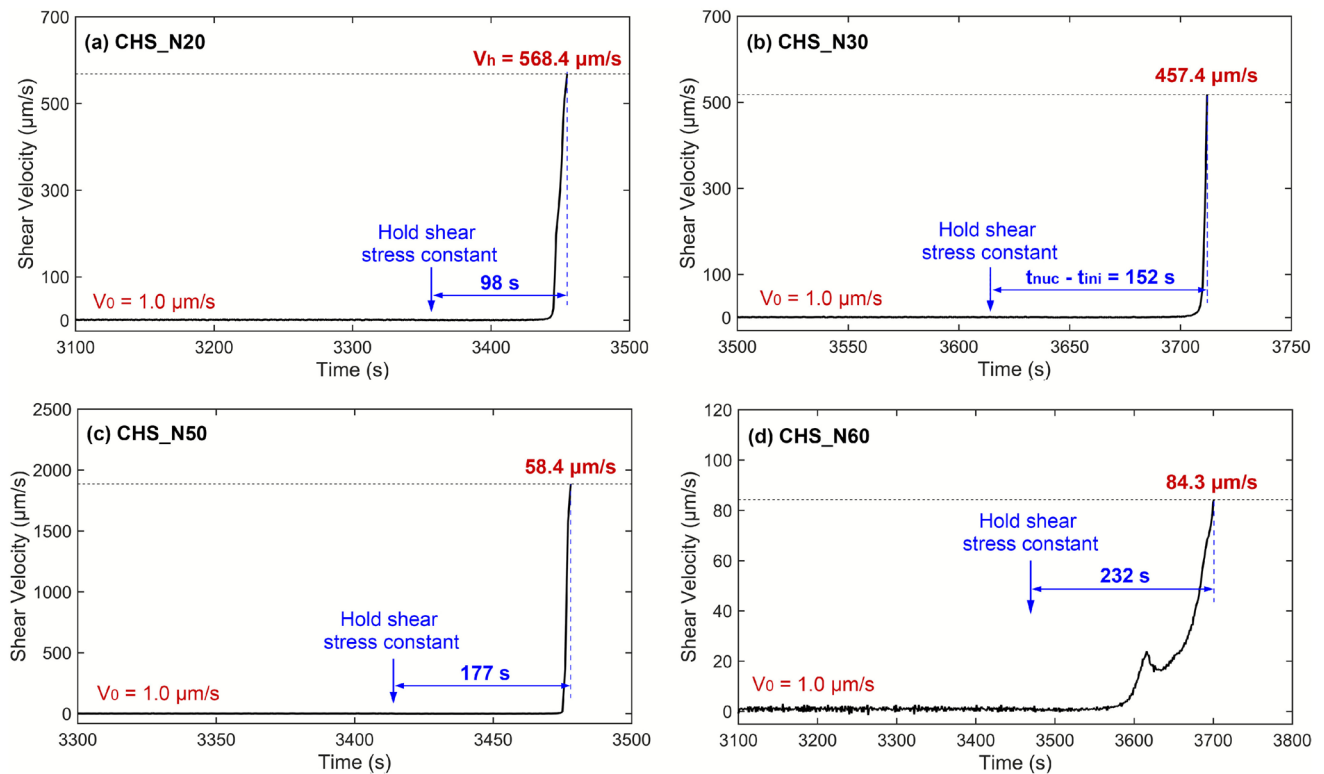 (a) CHS_N20
Vh = 568.4 µm/s
Hold shear
stress constant
98 s
V0 = 1.0 µm/s
Shear Velocity (µm/s)
700
500
300
100
0
3100
3200
3300
3400
3500
Time (s)
(b) CHS_N30
457.4 µm/s
Hold shear
stress constant
tnuc - tini = 152 s
V0 = 1.0 µm/s
Shear Velocity (µm/s)
700
500
300
100
0
3500
3550
3600
3650
3700
3750
Time (s)
(c) CHS_N50
58.4 µm/s
Hold shear
stress constant
177 s
V0 = 1.0 µm/s
Shear Velocity (µm/s)
2500
2000
1500
1000
500
0
3300
3350
3400
3450
3500
Time (s)
(d) CHS_N60
84.3 µm/s
Hold shear
stress constant
232 s
V0 = 1.0 µm/s
Shear Velocity (µm/s)
120
100
80
60
40
20
0
3100
3200
3300
3400
3500
3600
3700
3800
Time (s)